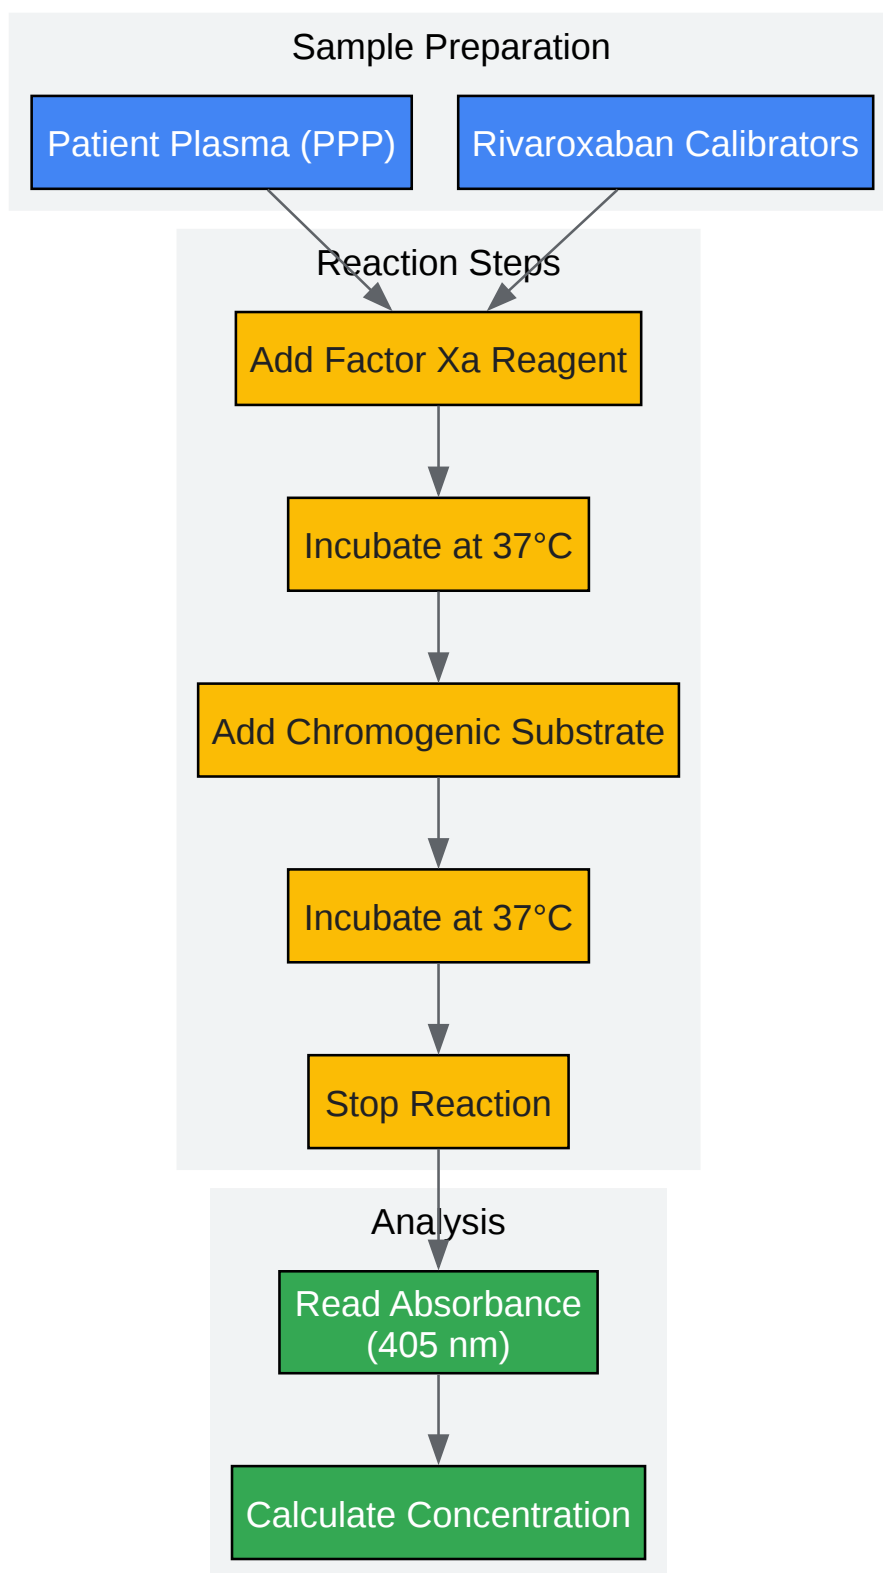 Sample Preparation
Patient Plasma (PPP)
Rivaroxaban Calibrators
Reaction Steps
Add Factor Xa Reagent
Incubate at 37°C
Add Chromogenic Substrate
Incubate at 37°C
Stop Reaction
Analysis
Read Absorbance
(405 nm)
Calculate Concentration